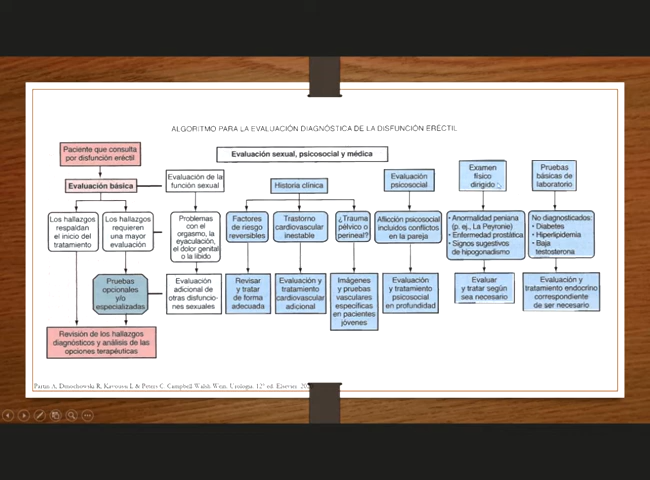 ALGORITMO PARA LA EVALUACIÓN DIAGNÓSTICA DE LA DISFUNCIÓN ERÉCTIL
Paciente que consulta
por disfunción eréctil
Evaluación sexual, psicosocial y médica
Evaluación básica
Evaluación de la
función sexual
Historia clínica
Evaluación
psicosocial
Examen
físico
dirigido
Pruebas
básicas de
laboratorio
Los hallazgos
respaldan
el inicio del
tratamiento
Los hallazgos
requieren
una mayor
evaluación
Problemas
con el
orgasmo, la
eyaculación,
el dolor genital
o la libido
Factores
de riesgo
reversibles
Trastorno
cardiovascular
inestable
¿Trauma
pélvico o
perineal?
Aflicción psicosocial
incluidos conflictos
en la pareja
• Anormalidad peniana
(p. ej., La Peyronie)
• Enfermedad prostática
• Signos sugestivos
de hipogonadismo
No diagnosticados:
• Diabetes
• Hiperlipidemia
• Baja
testosterona
Pruebas
opcionales
y/o
especializadas
Evaluación
adicional de
otras disfuncio-
nes sexuales
Revisar
y tratar
de forma
adecuada
Evaluación y
tratamiento
cardiovascular
adicional
Imágenes
y pruebas
vasculares
específicas
en pacientes
jóvenes
Evaluación
y tratamiento
psicosocial
en profundidad
Evaluar
y tratar según
sea necesario
Evaluación y
tratamiento endocrino
correspondiente
de ser necesario
Revisión de los hallazgos
diagnósticos y análisis de las
opciones terapéuticas
Partin A, Dmochowski R, Kavoussi L & Peters C. Campbell Walsh Wein. Urologia. 12° ed. Elsevier.